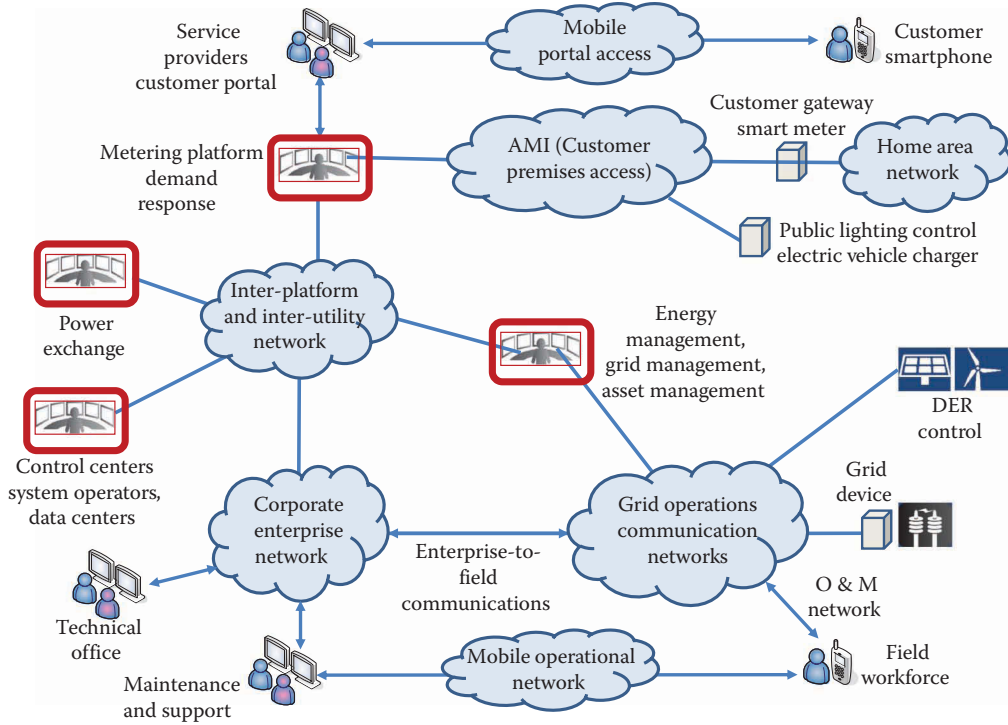 Service
providers
customer portal
Mobile
portal access
Customer
smartphone
Metering platform
demand
response
AMI (Customer
premises access)
Customer gateway
smart meter
Home area
network
Public lighting control
electric vehicle charger
Power
exchange
Inter-platform
and inter-utility
network
Energy
management,
grid management,
asset management
DER
control
Control centers
system operators,
data centers
Corporate
enterprise
network
Enterprise-to-
field
communications
Grid operations
communication
networks
Grid
device
O & M
network
Technical
office
Maintenance
and support
Mobile operational
network
Field
workforce